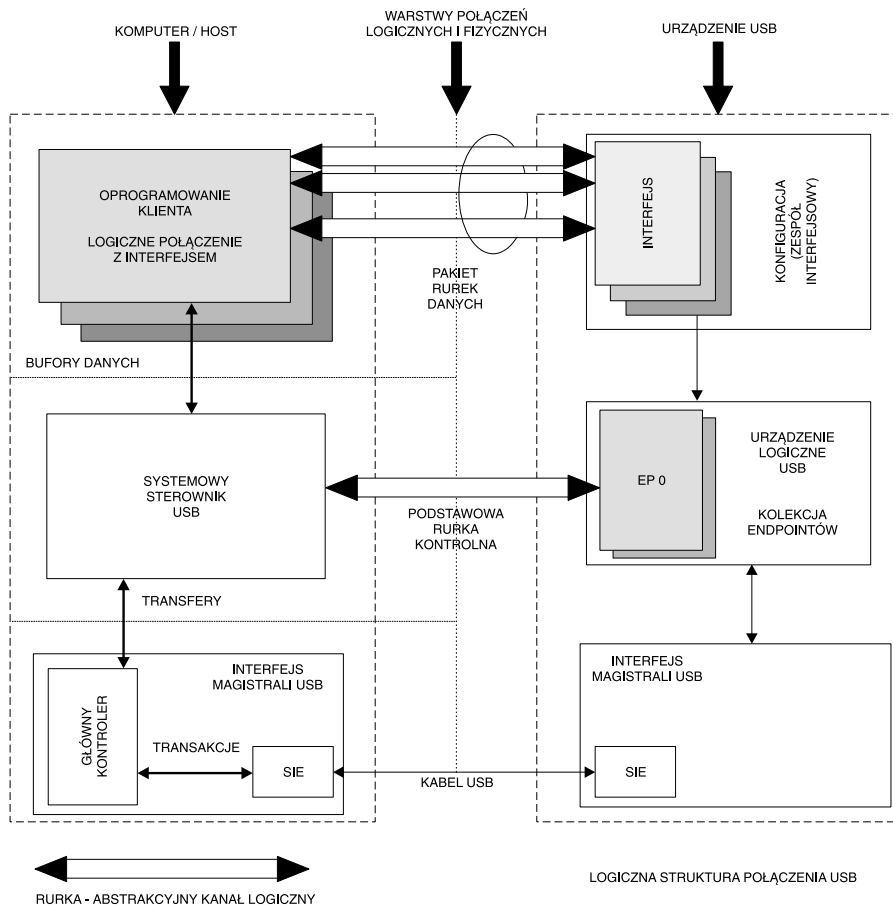 KOMPUTER / HOST
WARSTWY POŁĄCZEŃ
LOGICZNYCH I FIZYCZNYCH
URZĄDZENIE USB
OPROGRAMOWANIE
KLIENTA
LOGICZNE POŁĄCZENIE
Z INTERFEJSEM
BUFORY DANYCH
PAKIET
RUREK
DANYCH
INTERFEJS
KONFIGURACJA
(ZESPÓŁ
INTERFEJSOWY)
SYSTEMOWY
STEROWNIK
USB
PODSTAWOWA
RURKA
KONTROLNA
EP 0
URZĄDZENIE
LOGICZNE
USB
KOLEKCJA
ENDPOINTÓW
TRANSFERY
INTERFEJS
MAGISTRALI USB
GŁÓWNY
KONTROLER
TRANSAKCJE
SIE
KABEL USB
INTERFEJS
MAGISTRALI USB
SIE
RURKA - ABSTRAKCYJNY KANAŁ LOGICZNY
LOGICZNA STRUKTURA POŁĄCZENIA USB